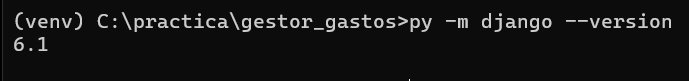 (venv) C:\practica\gestor_gastos>py -m django --version
6.1